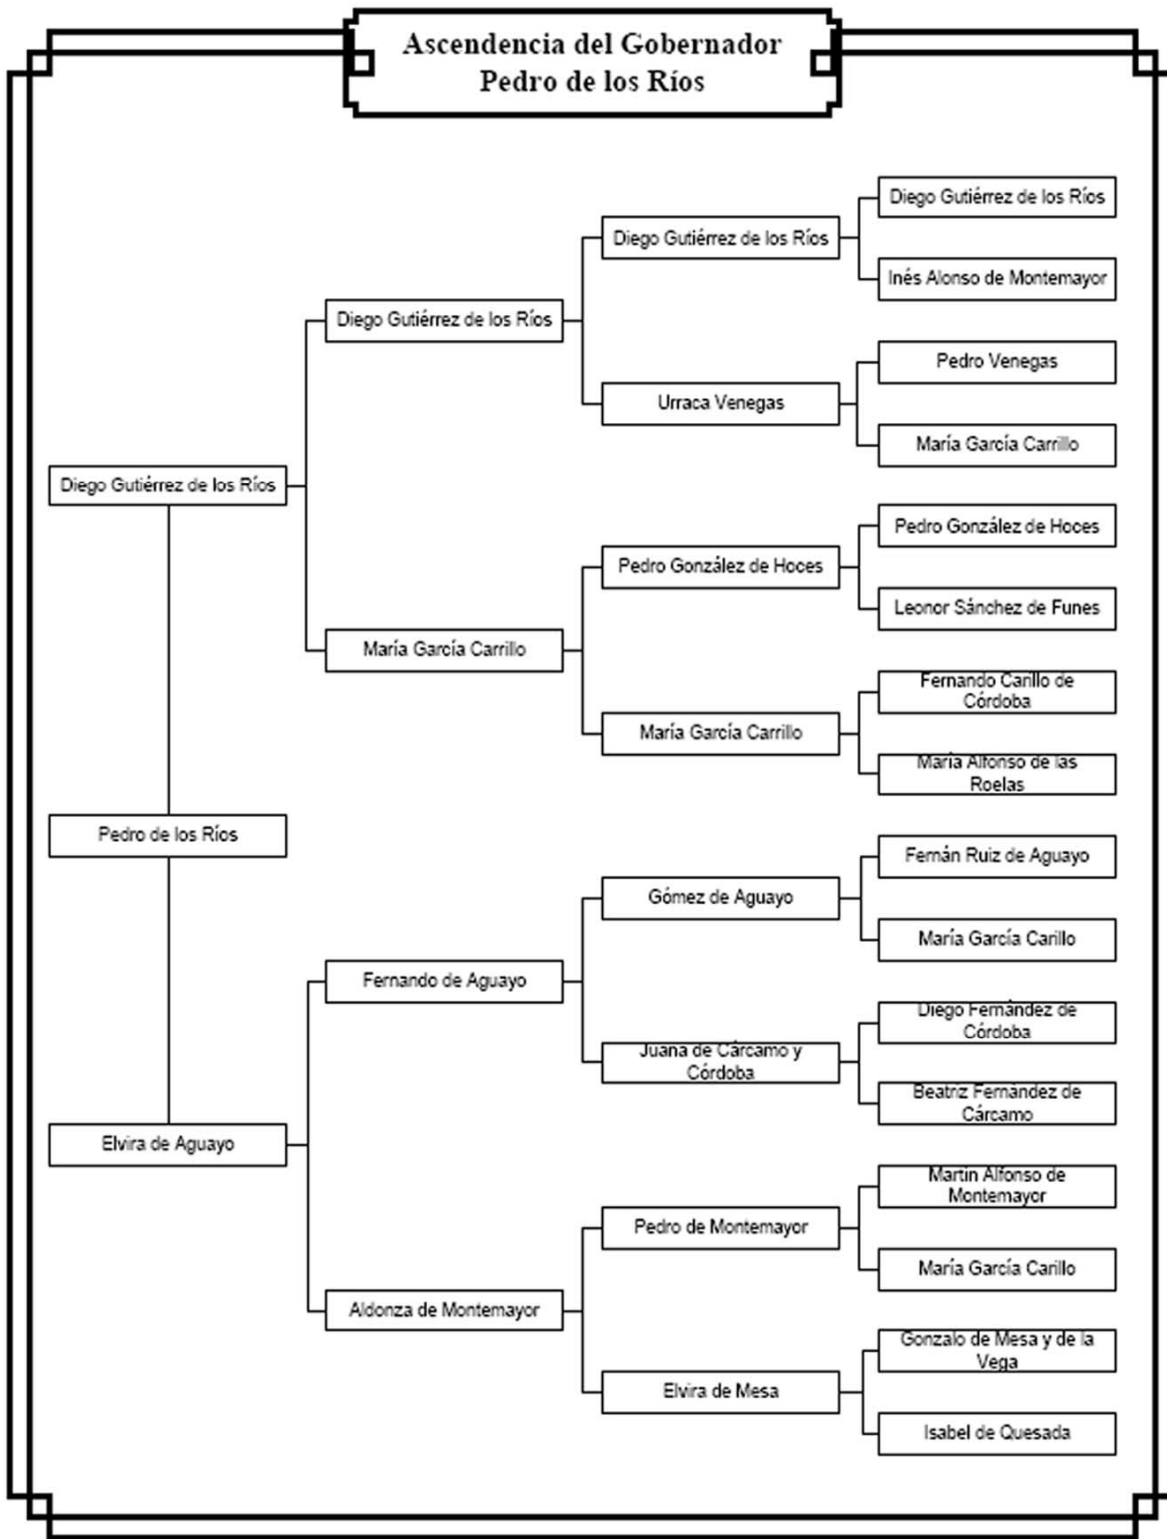 Ascendencia del Gobernador
Pedro de los Ríos
Diego Gutiérrez de los Ríos
Diego Gutiérrez de los Ríos
Inés Alonso de Montemayor
Diego Gutiérrez de los Ríos
Pedro Venegas
Urraca Venegas
María García Carrillo
Diego Gutiérrez de los Ríos
Pedro González de Hoces
Pedro González de Hoces
Leonor Sánchez de Funes
María García Carrillo
Fernando Carillo de
Córdoba
María García Carrillo
María Alfonso de las
Roelas
Pedro de los Ríos
Fernán Ruiz de Aguayo
Gómez de Aguayo
María García Carillo
Fernando de Aguayo
Diego Fernández de
Córdoba
Juana de Cárcamo y
Córdoba
Beatriz Fernández de
Cárcamo
Elvira de Aguayo
Martín Alfonso de
Montemayor
Pedro de Montemayor
María García Carillo
Aldonza de Montemayor
Gonzalo de Mesa y de la
Vega
Elvira de Mesa
Isabel de Quesada